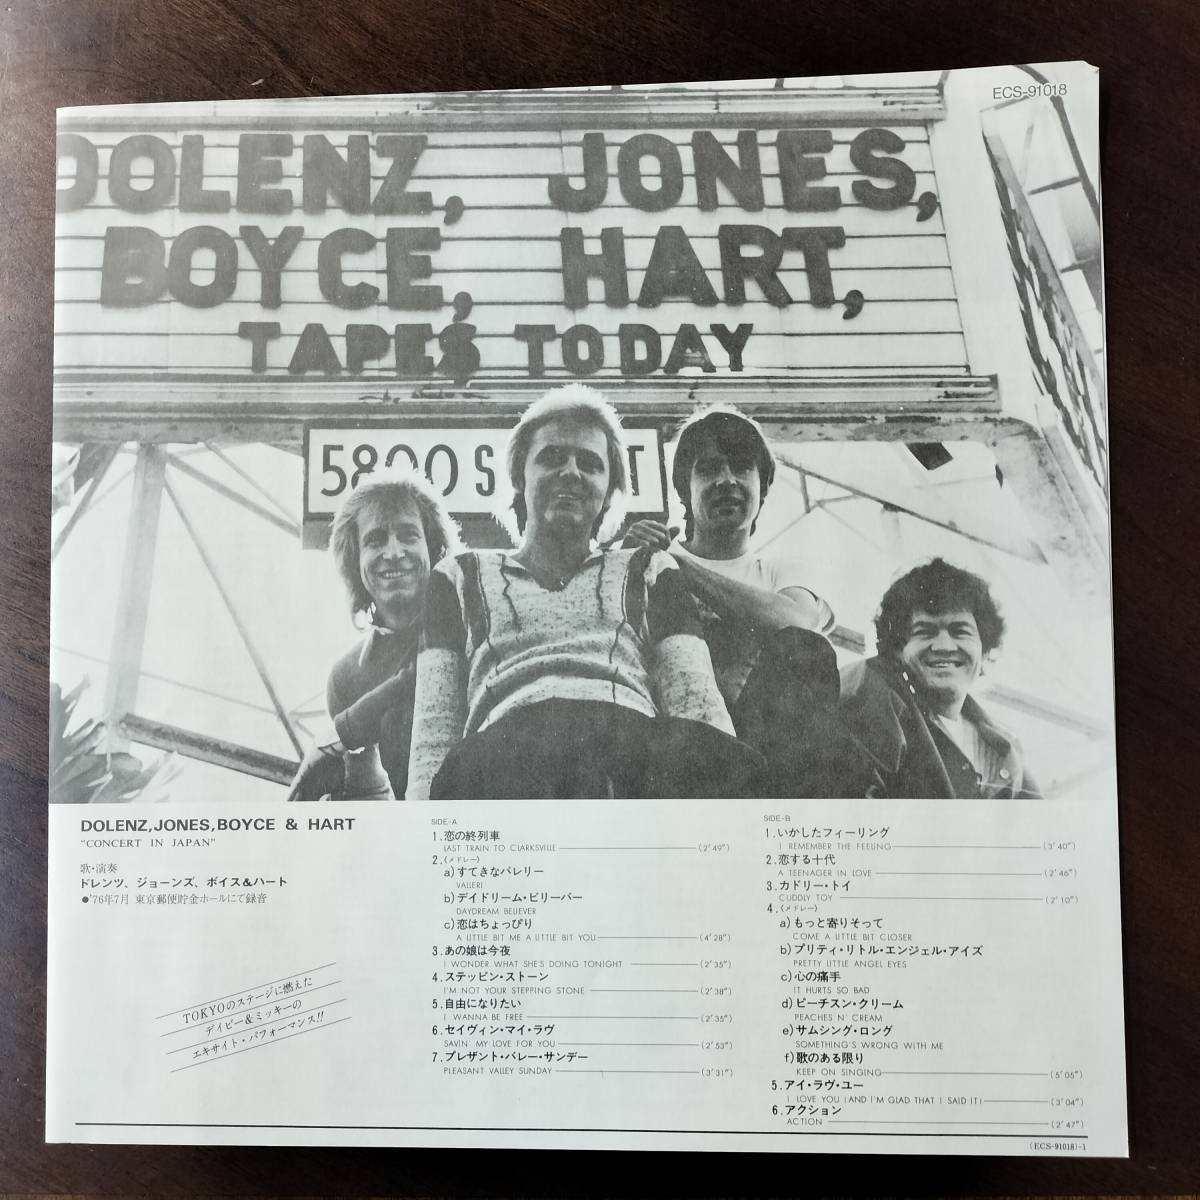 ECS-91018
DOLENZ, JONES,
BOYCE, HART,
TAPES TODAY
5800 S
T
DOLENZ,JONES,BOYCE & HART
"CONCERT IN JAPAN"
歌・演奏
ドレンツ、ジョーンズ、ボイス&ハート
●'76年7月 東京郵便貯金ホールにて録音
TOKYOのステージに燃えた
デイビー&ミッキーの
エキサイト・パフォーマンス!!
SIDE-A
1.恋の終列車
LAST TRAIN TO CLARKSVILLE (2'49")
2.〈メドレー〉
a)すてきなバレリー
VALLERI
b)デイドリーム・ビリーバー
DAYDREAM BELIEVER
c)恋はちょっぴり
A LITTLE BIT ME A LITTLE BIT YOU (4'28")
3.あの娘は今夜
I WONDER WHAT SHE'S DOING TONIGHT (2'35")
4.ステッピン・ストーン
I'M NOT YOUR STEPPING STONE (2'38")
5.自由になりたい
I WANNA BE FREE (2'35")
6.セイヴィン・マイ・ラヴ
SAVIN' MY LOVE FOR YOU (2'53")
7.プレザント・バレー・サンデー
PLEASANT VALLEY SUNDAY (3'31")
SIDE-B
1.いかしたフィーリング
I REMEMBER THE FEELING (3'40")
2.恋する十代
A TEENAGER IN LOVE (2'46")
3.カドリー・トイ
CUDDLY TOY (2'10")
4.〈メドレー〉
a)もっと寄りそって
COME A LITTLE BIT CLOSER
b)プリティ・リトル・エンジェル・アイズ
PRETTY LITTLE ANGEL EYES
c)心の痛手
IT HURTS SO BAD
d)ピーチスン・クリーム
PEACHES N' CREAM
e)サムシング・ロング
SOMETHING'S WRONG WITH ME
f)歌のある限り
KEEP ON SINGING (5'05")
5.アイ・ラヴ・ユー
I LOVE YOU (AND I'M GLAD THAT I SAID IT) (3'04")
6.アクション
ACTION (2'47")
(ECS-91018)-1